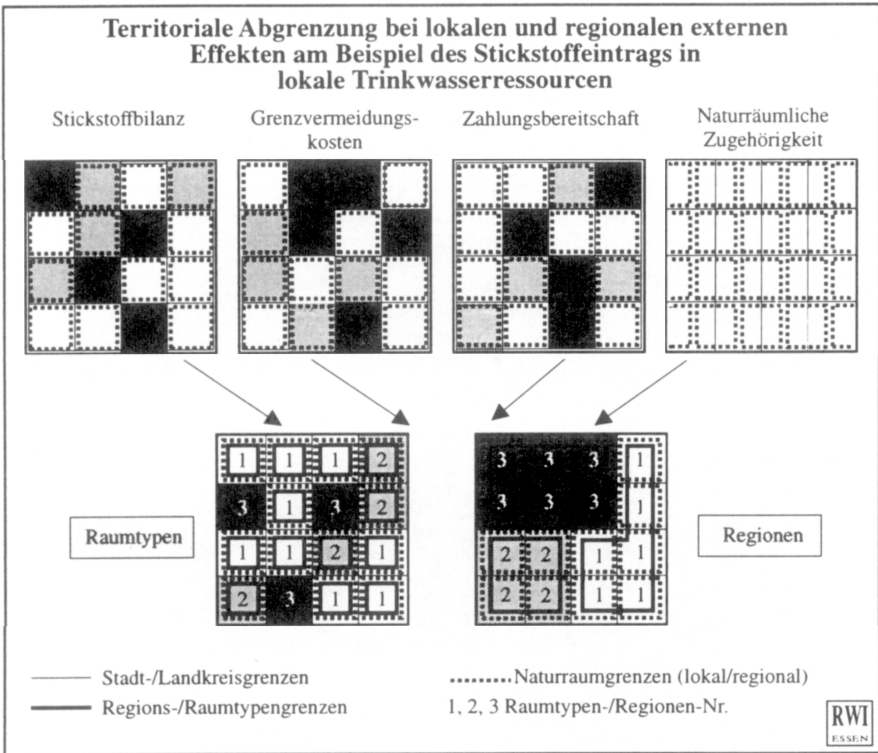 Territoriale Abgrenzung bei lokalen und regionalen externen
Effekten am Beispiel des Stickstoffeintrags in
lokale Trinkwasserressourcen
Stickstoffbilanz
Grenzvermeidungs-
kosten
Zahlungsbereitschaft
Naturräumliche
Zugehörigkeit
Raumtypen
1 1 1 2
3 1 3 2
1 1 2 1
2 3 1 1
3 3 3 1
3 3 3 1
2 2 1 1
2 2 1 1
Regionen
Stadt-/Landkreisgrenzen
Naturraumgrenzen (lokal/regional)
Regions-/Raumtypengrenzen
1, 2, 3 Raumtypen-/Regionen-Nr.
RWI
ESSEN